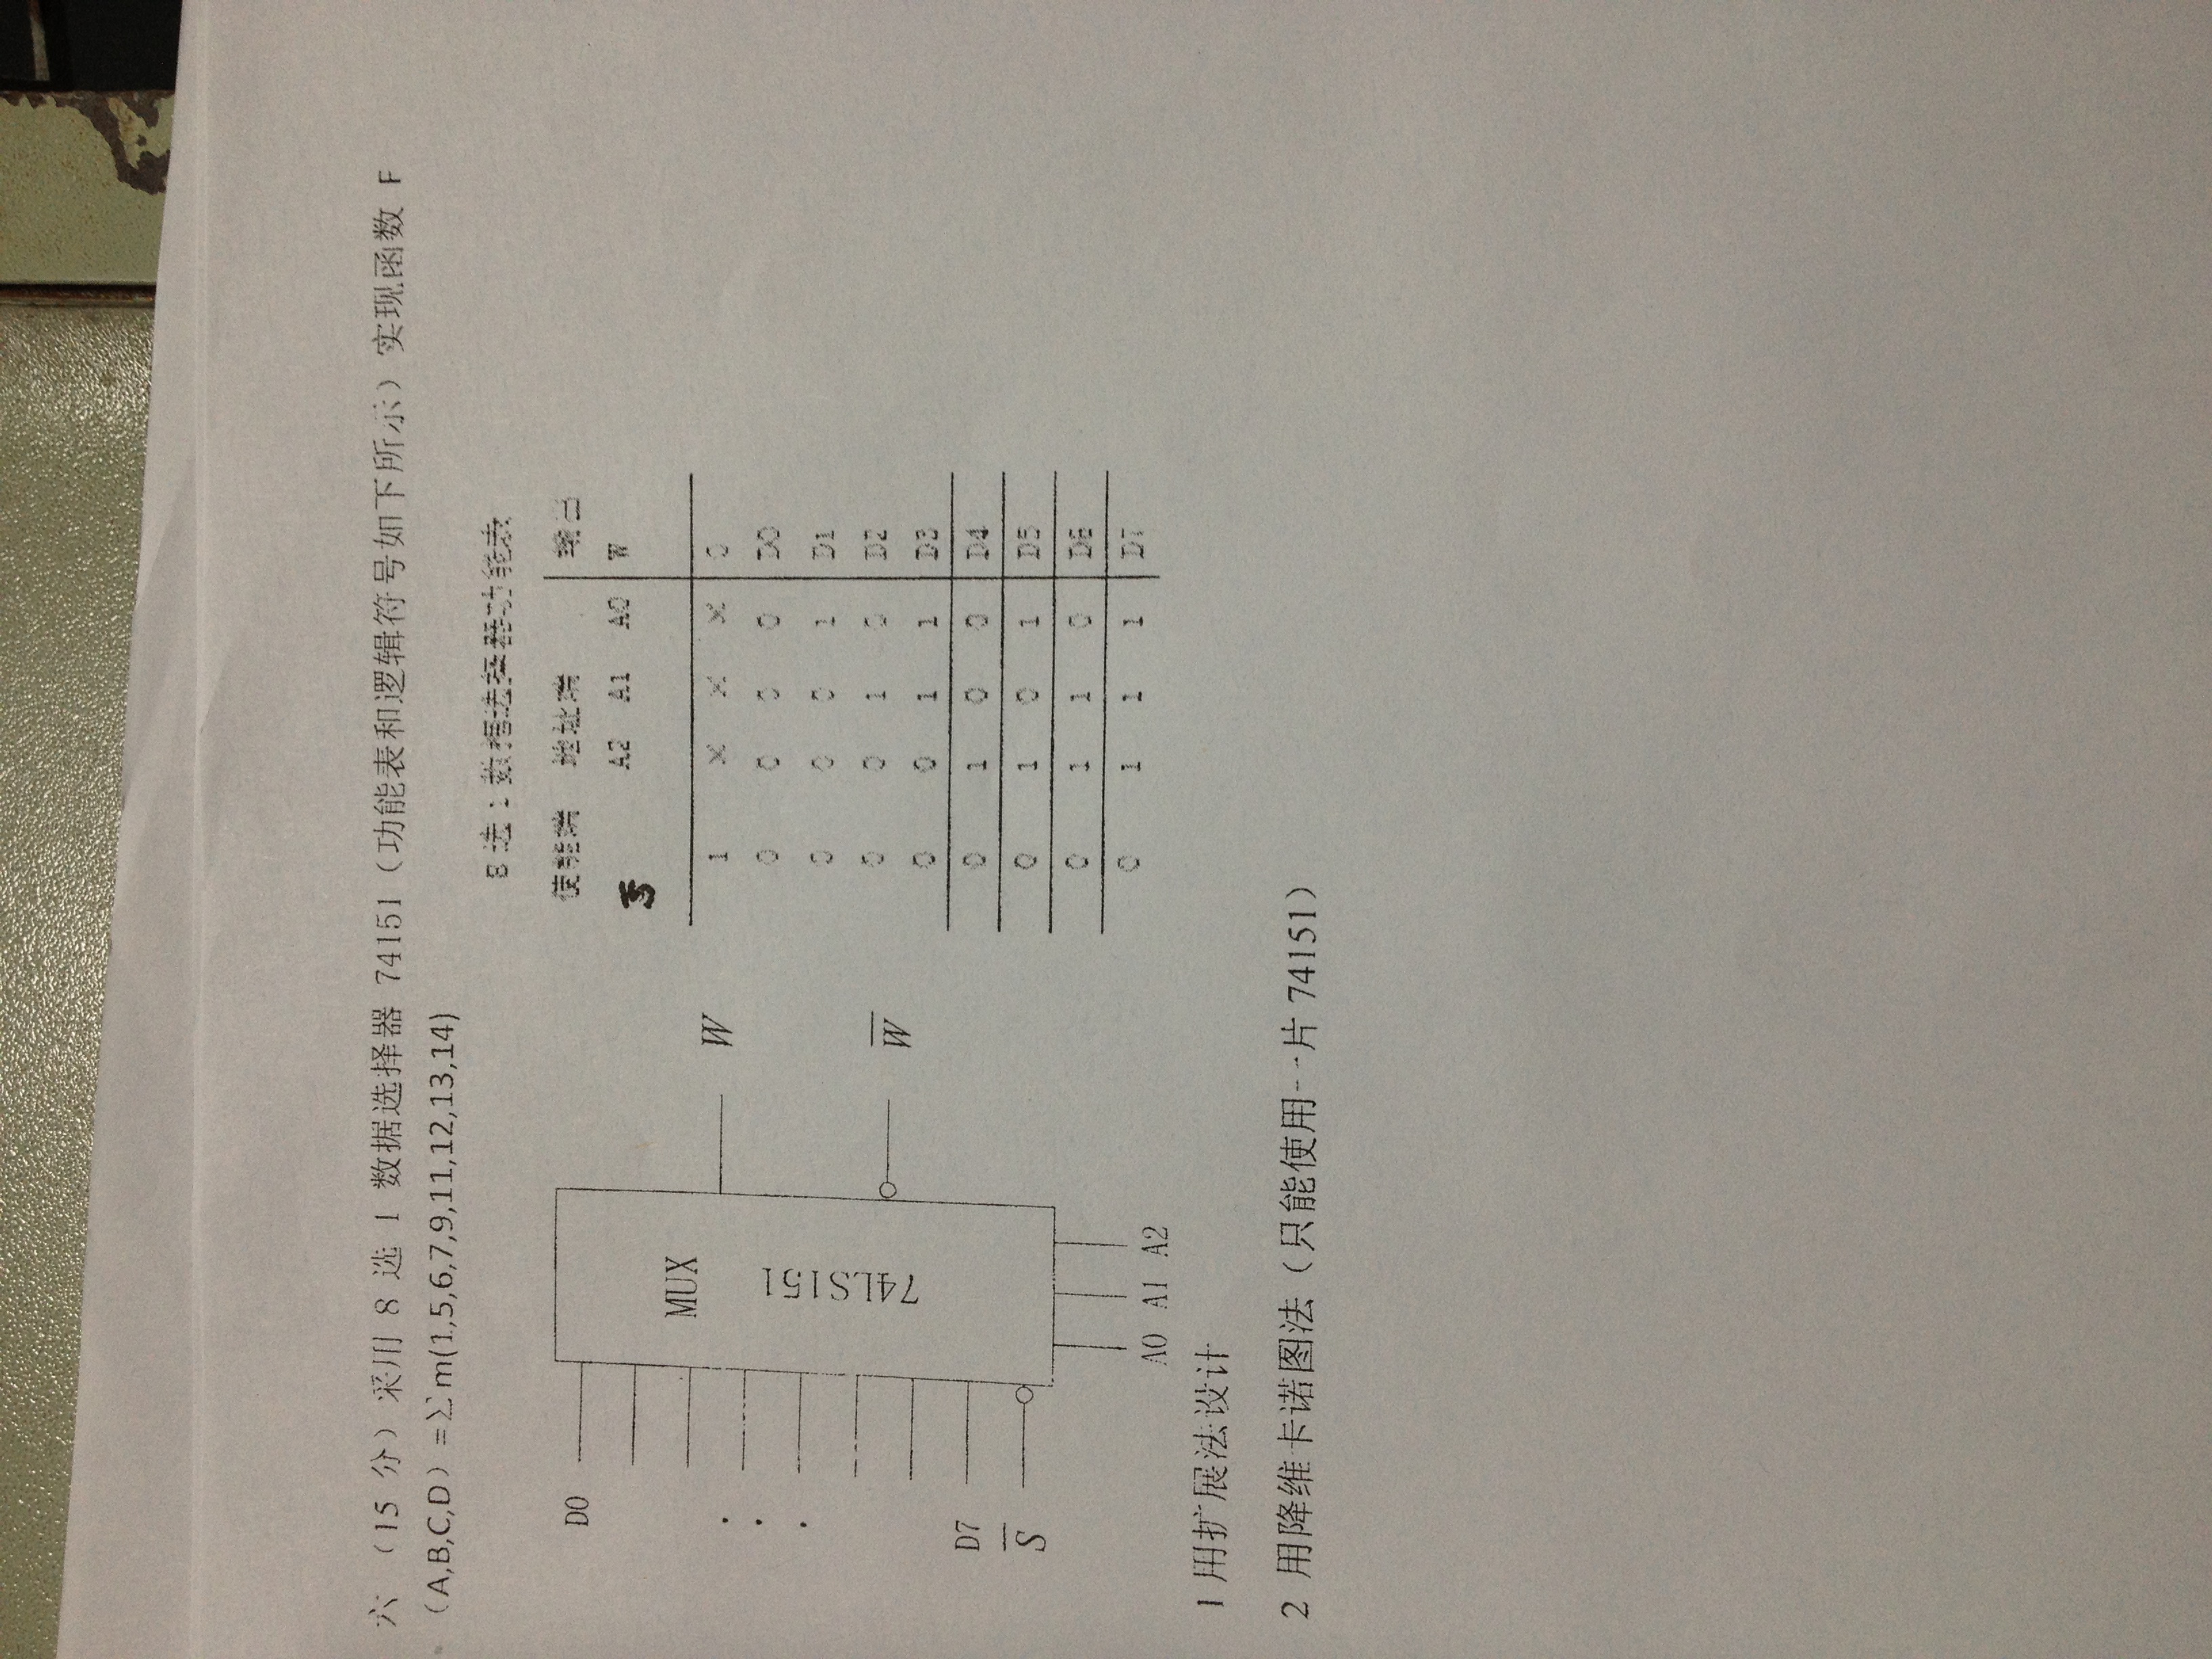 六 （15 分）采用 8 选 1 数据选择器 74151（功能表和逻辑符号如下所示）实现函数 F
（A,B,C,D）=∑m(1,5,6,7,9,11,12,13,14)
8 选 1 数据选择器功能表
使能端 地址端 输出
S̅ A2 A1 A0 W
1 × × × 0
0 0 0 0 D0
0 0 0 1 D1
0 0 1 0 D2
0 0 1 1 D3
0 1 0 0 D4
0 1 0 1 D5
0 1 1 0 D6
0 1 1 1 D7
D0
MUX
74LS151
W
W̅
D7
S̅
A0 A1 A2
1 用扩展法设计
2 用降维卡诺图法（只能使用一片 74151）